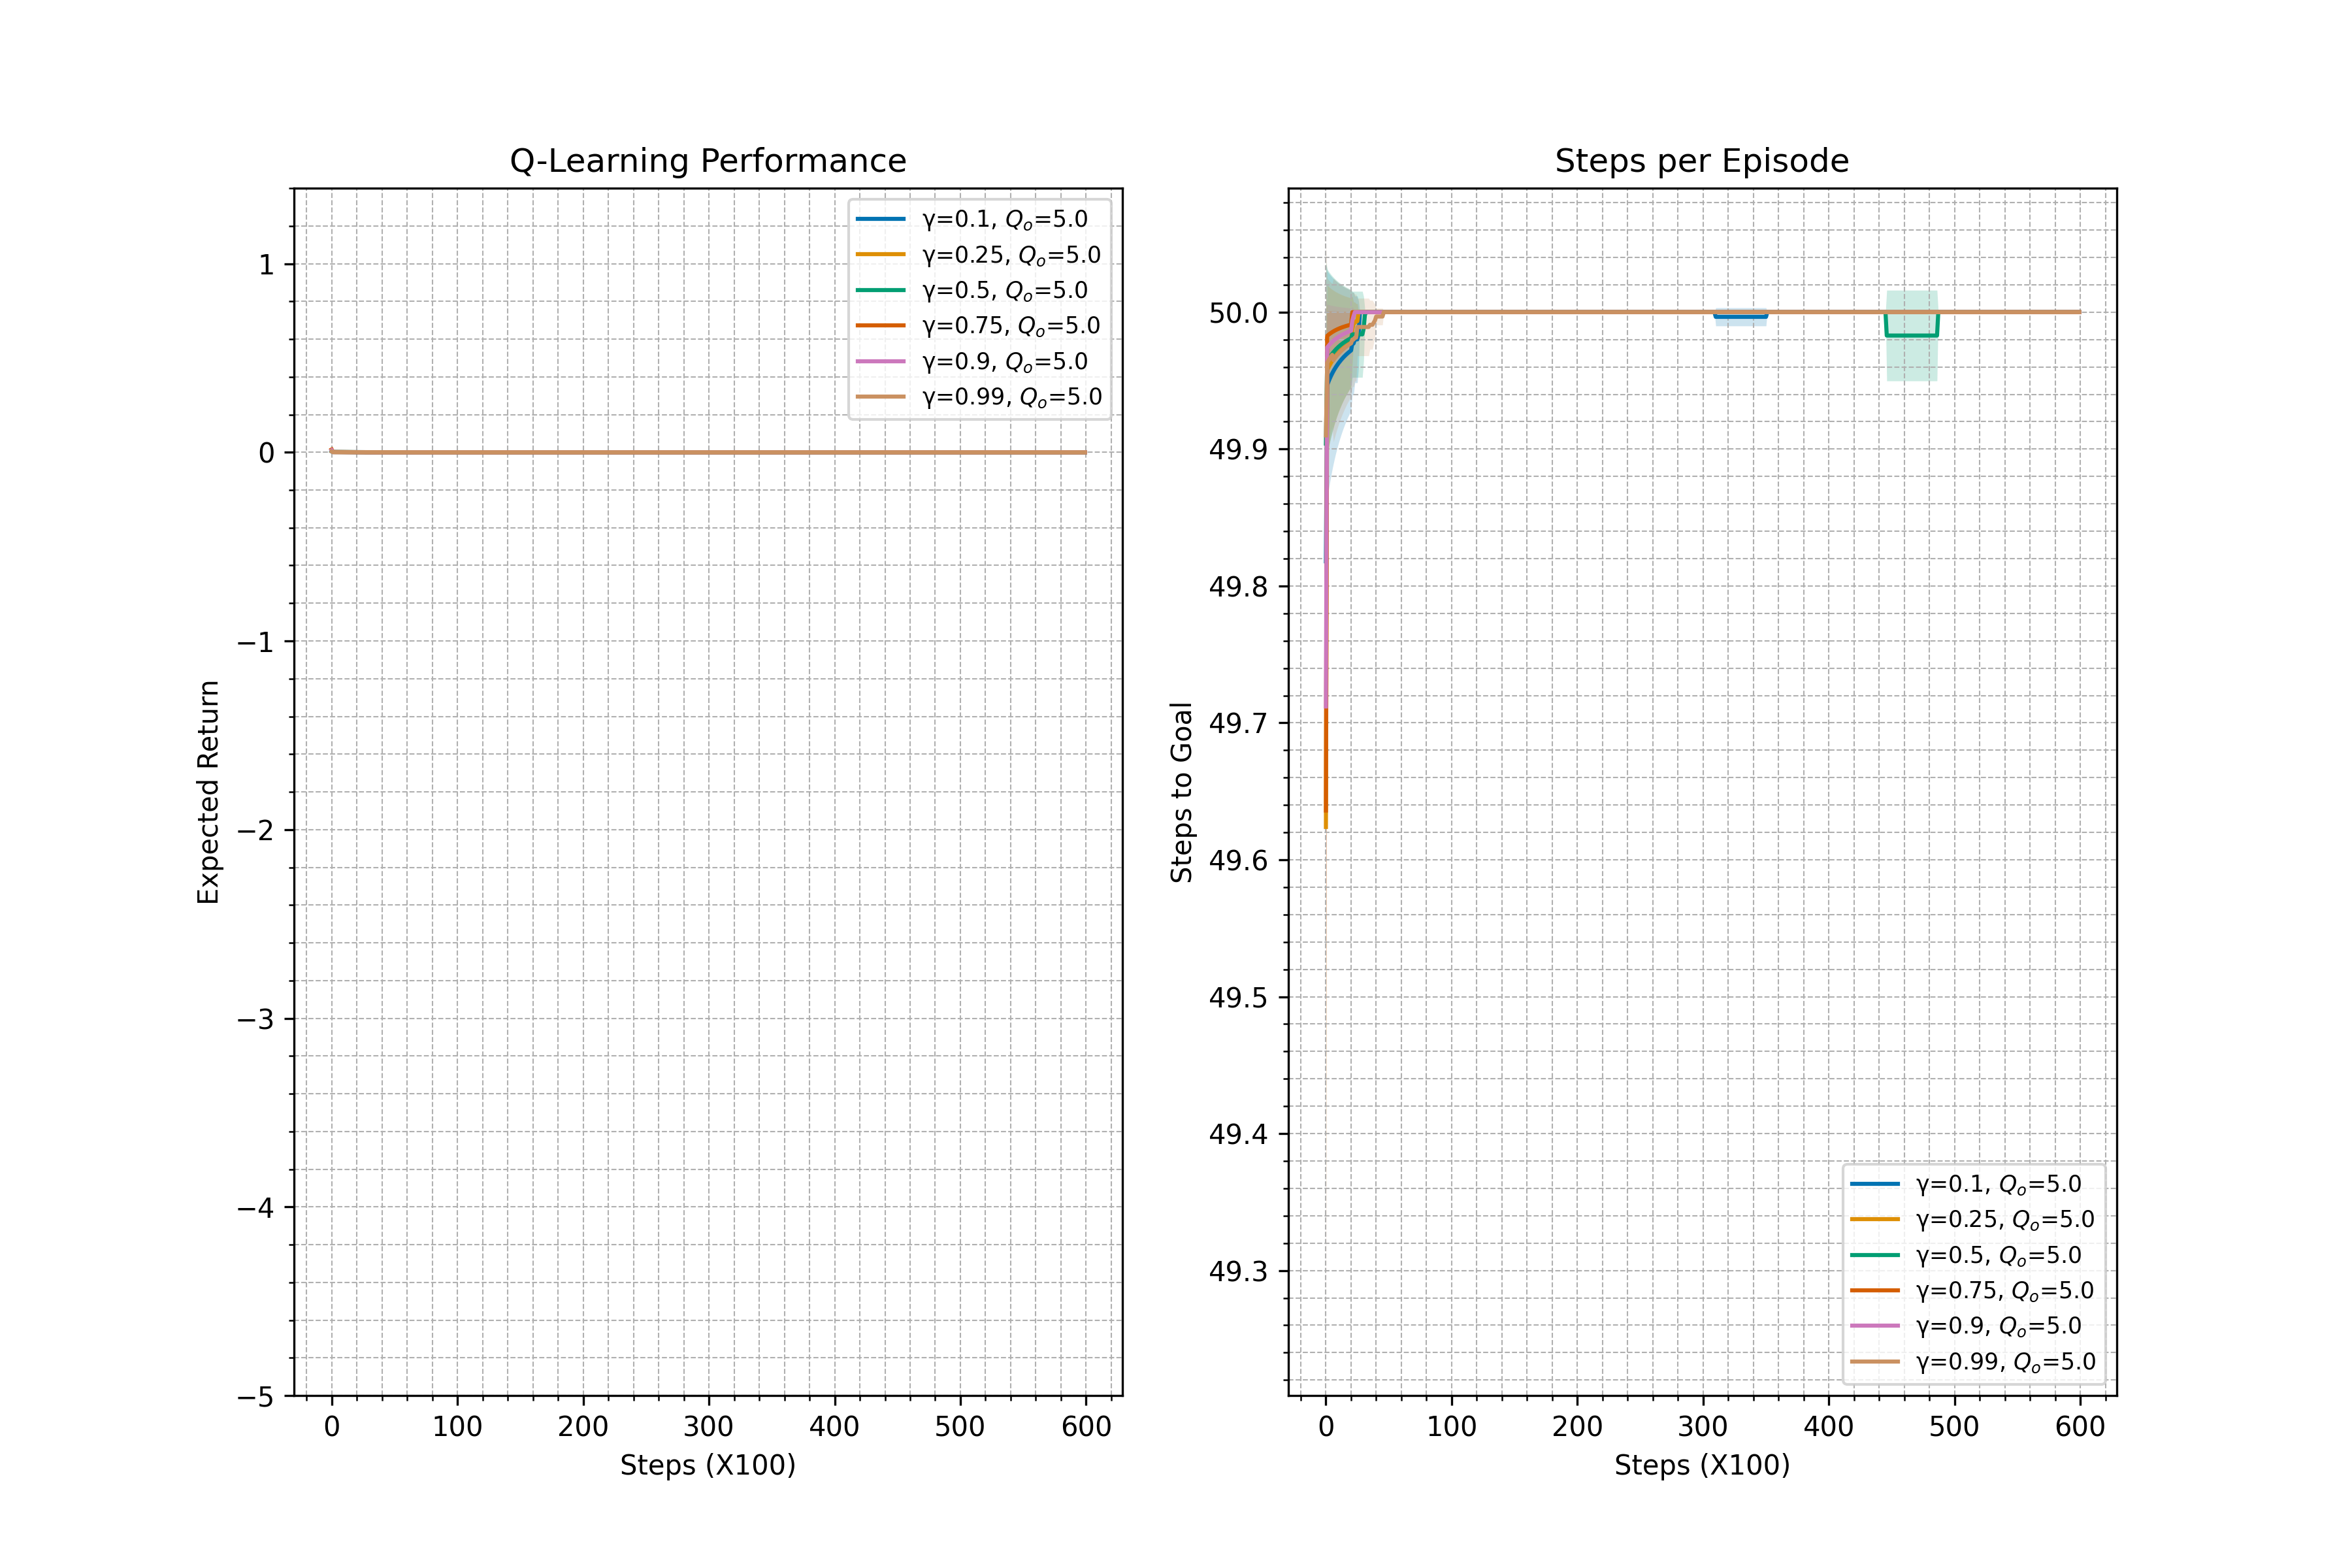 Q-Learning Performance
γ=0.1, Qo=5.0
γ=0.25, Qo=5.0
γ=0.5, Qo=5.0
γ=0.75, Qo=5.0
γ=0.9, Qo=5.0
γ=0.99, Qo=5.0
1
0
−1
−2
−3
−4
−5
Expected Return
0 100 200 300 400 500 600
Steps (X100)
Steps per Episode
50.0
49.9
49.8
49.7
49.6
49.5
49.4
49.3
Steps to Goal
γ=0.1, Qo=5.0
γ=0.25, Qo=5.0
γ=0.5, Qo=5.0
γ=0.75, Qo=5.0
γ=0.9, Qo=5.0
γ=0.99, Qo=5.0
0 100 200 300 400 500 600
Steps (X100)